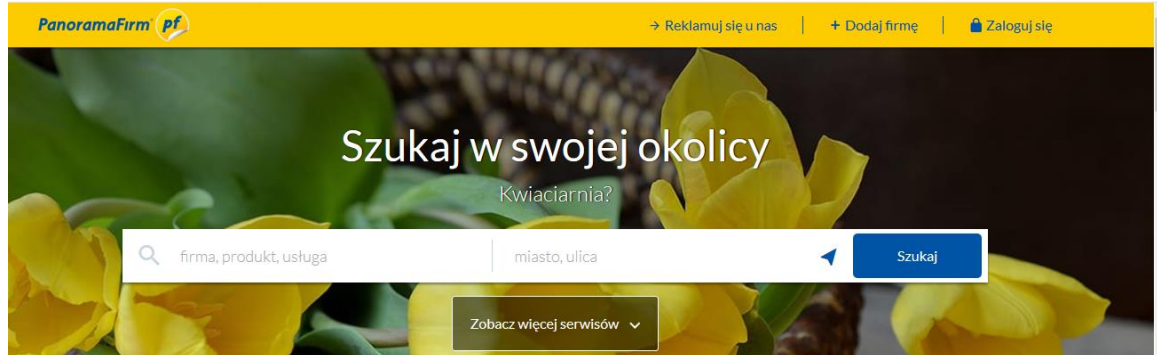 PanoramaFirm pf
→ Reklamuj się u nas | + Dodaj firmę | Zaloguj się
Szukaj w swojej okolicy
Kwiaciarnia?
firma, produkt, usługa
miasto, ulica
Szukaj
Zobacz więcej serwisów